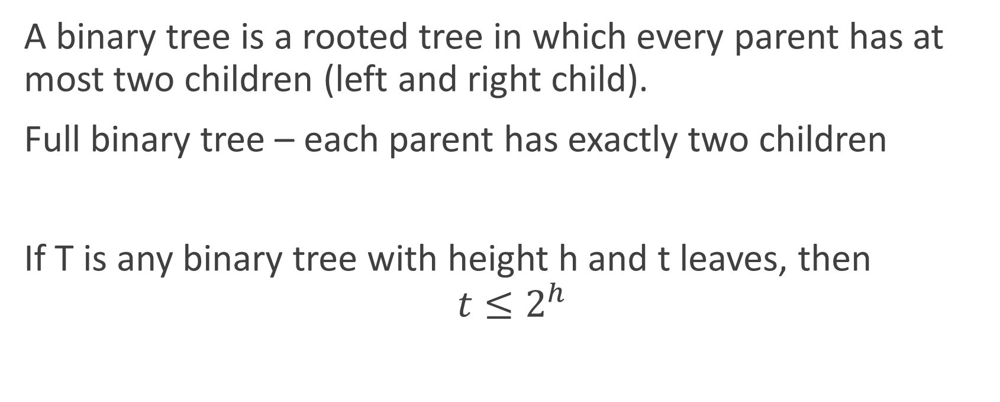 A binary tree is a rooted tree in which every parent has at
most two children (left and right child).
Full binary tree – each parent has exactly two children
If T is any binary tree with height h and t leaves, then
t ≤ 2^h